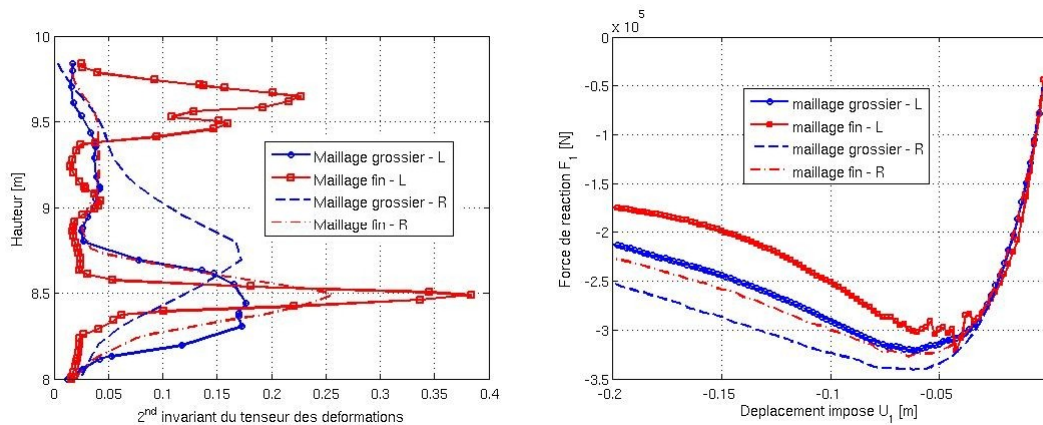 10
9.5
9
8.5
8
Hauteur [m]
Maillage grossier - L
Maillage fin - L
Maillage grossier - R
Maillage fin - R
0 0.05 0.1 0.15 0.2 0.25 0.3 0.35 0.4
2nd invariant du tenseur des deformations
x 10^5
0
-0.5
-1
-1.5
-2
-2.5
-3
-3.5
Force de reaction F_1 [N]
maillage grossier - L
maillage fin - L
maillage grossier - R
maillage fin - R
-0.2 -0.15 -0.1 -0.05
Deplacement impose U_1 [m]